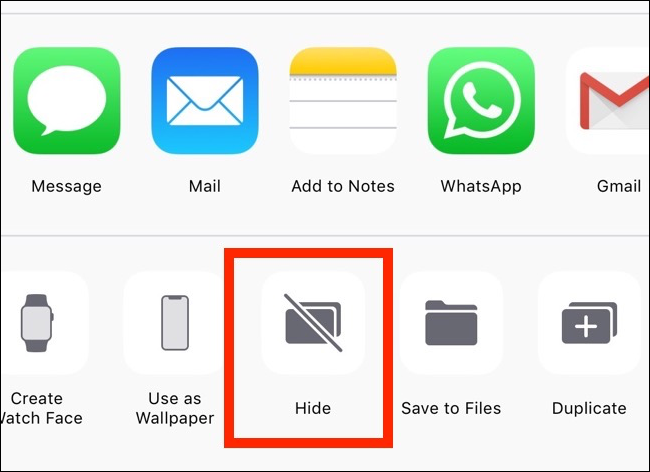 Message
Mail
Add to Notes
WhatsApp
Gmail
Create
Watch Face
Use as
Wallpaper
Hide
Save to Files
Duplicate